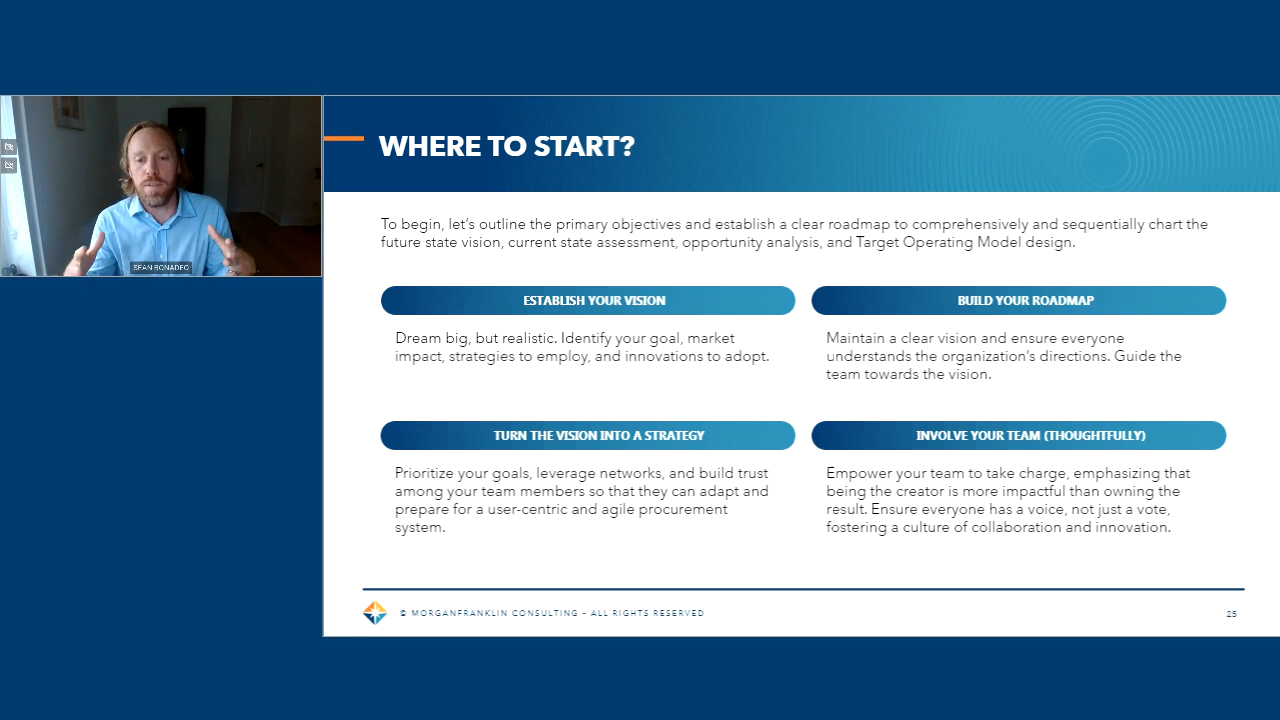 SEAN BONADEO
WHERE TO START?
To begin, let's outline the primary objectives and establish a clear roadmap to comprehensively and sequentially chart the
future state vision, current state assessment, opportunity analysis, and Target Operating Model design.
ESTABLISH YOUR VISION
Dream big, but realistic. Identify your goal, market
impact, strategies to employ, and innovations to adopt.
BUILD YOUR ROADMAP
Maintain a clear vision and ensure everyone
understands the organization's directions. Guide the
team towards the vision.
TURN THE VISION INTO A STRATEGY
Prioritize your goals, leverage networks, and build trust
among your team members so that they can adapt and
prepare for a user-centric and agile procurement
system.
INVOLVE YOUR TEAM (THOUGHTFULLY)
Empower your team to take charge, emphasizing that
being the creator is more impactful than owning the
result. Ensure everyone has a voice, not just a vote,
fostering a culture of collaboration and innovation.
© MORGANFRANKLIN CONSULTING - ALL RIGHTS RESERVED
25